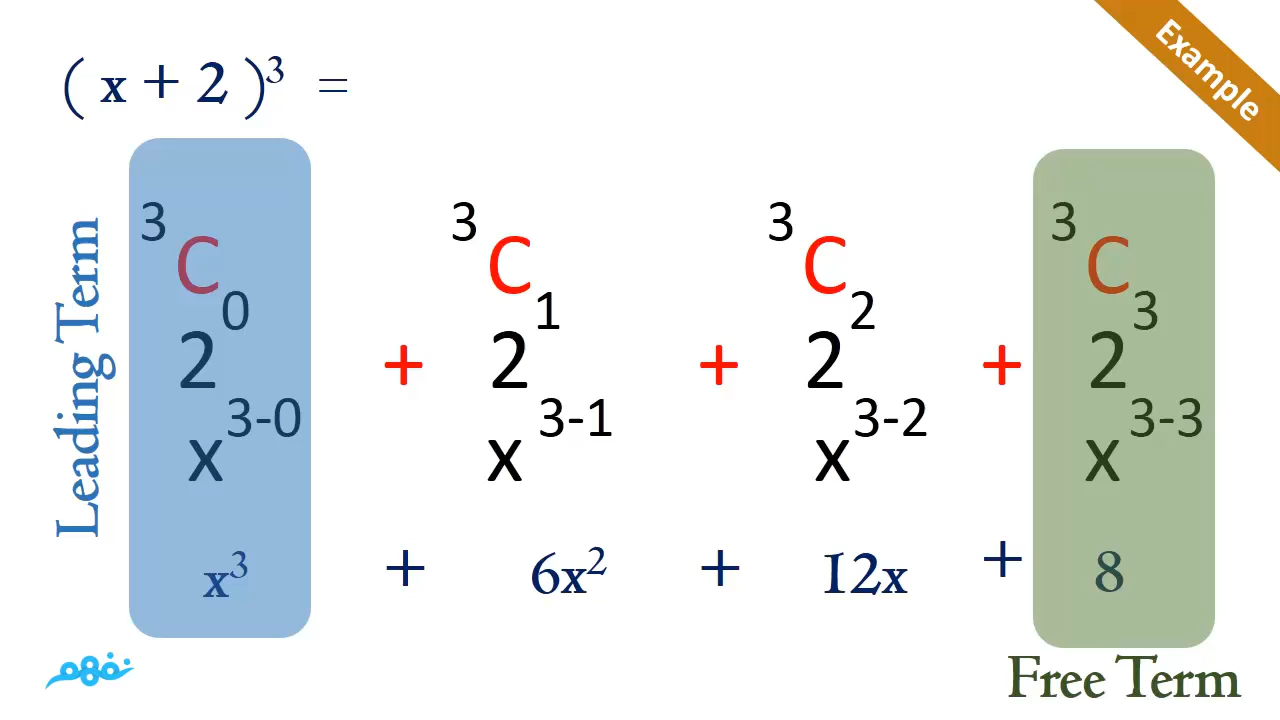 ( x + 2 )³ =
Example
Leading Term
³C₀ 2⁰ x³⁻⁰ + ³C₁ 2¹ x³⁻¹ + ³C₂ 2² x³⁻² + ³C₃ 2³ x³⁻³
x³ + 6x² + 12x + 8
Free Term
نفهم